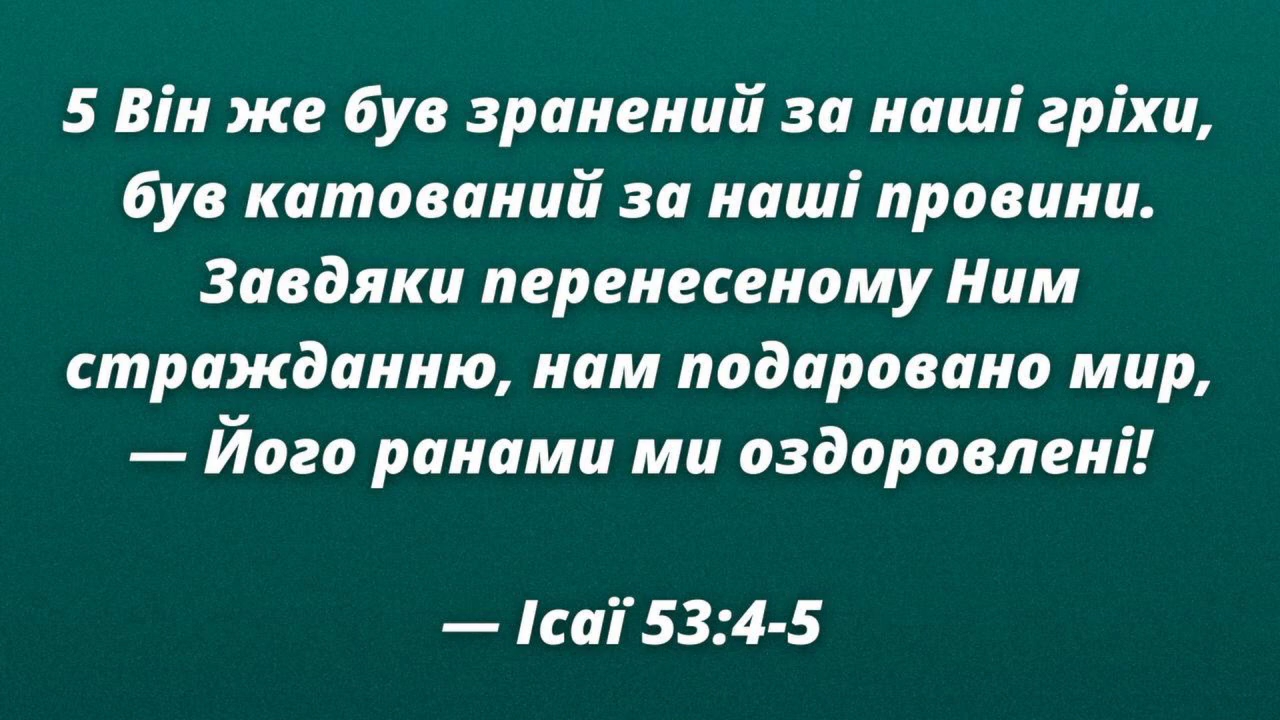 5 Він же був зранений за наші гріхи,
був катований за наші провини.
Завдяки перенесеному Ним
стражданню, нам подаровано мир,
— Його ранами ми оздоровлені!
— Ісаї 53:4-5